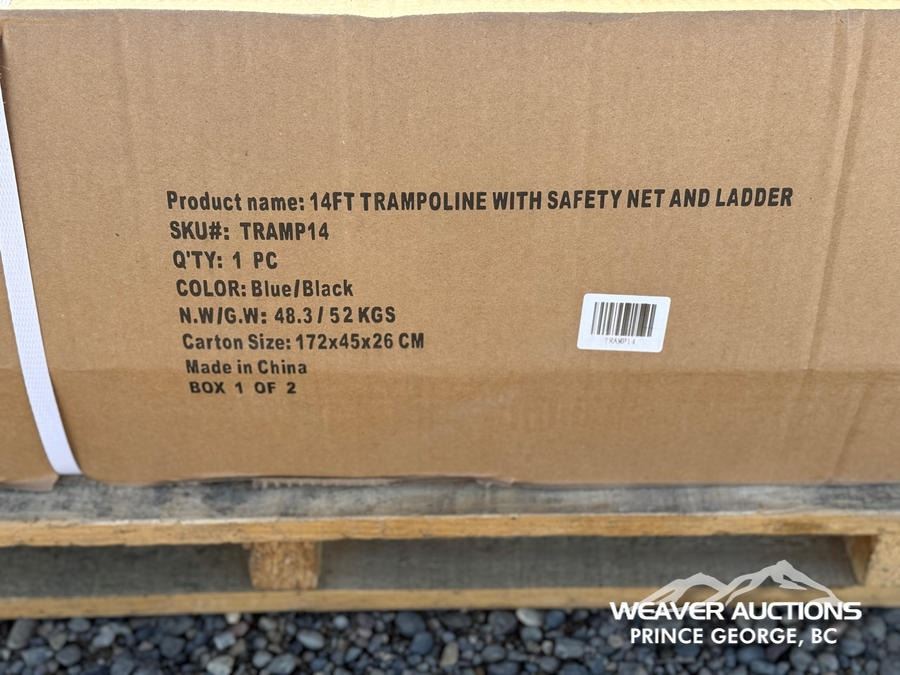 Product name: 14FT TRAMPOLINE WITH SAFETY NET AND LADDER
SKU#: TRAMP14
Q'TY: 1 PC
COLOR: Blue/Black
N.W/G.W: 48.3 / 52 KGS
Carton Size: 172x45x26 CM
Made in China
BOX 1 OF 2
TRAMP14
WEAVER AUCTIONS
PRINCE GEORGE, BC